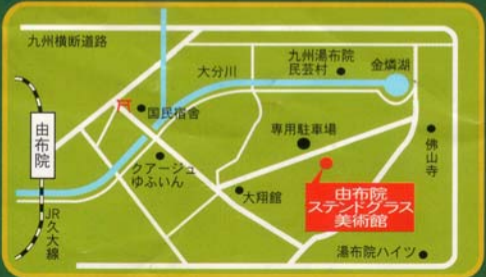 九州横断道路
九州湯布院
民芸村
金燐湖
大分川
国民宿舎
由布院
専用駐車場
佛山寺
クアージュ
ゆふいん
大翔館
由布院
ステンドグラス
美術館
JR久大線
湯布院ハイツ